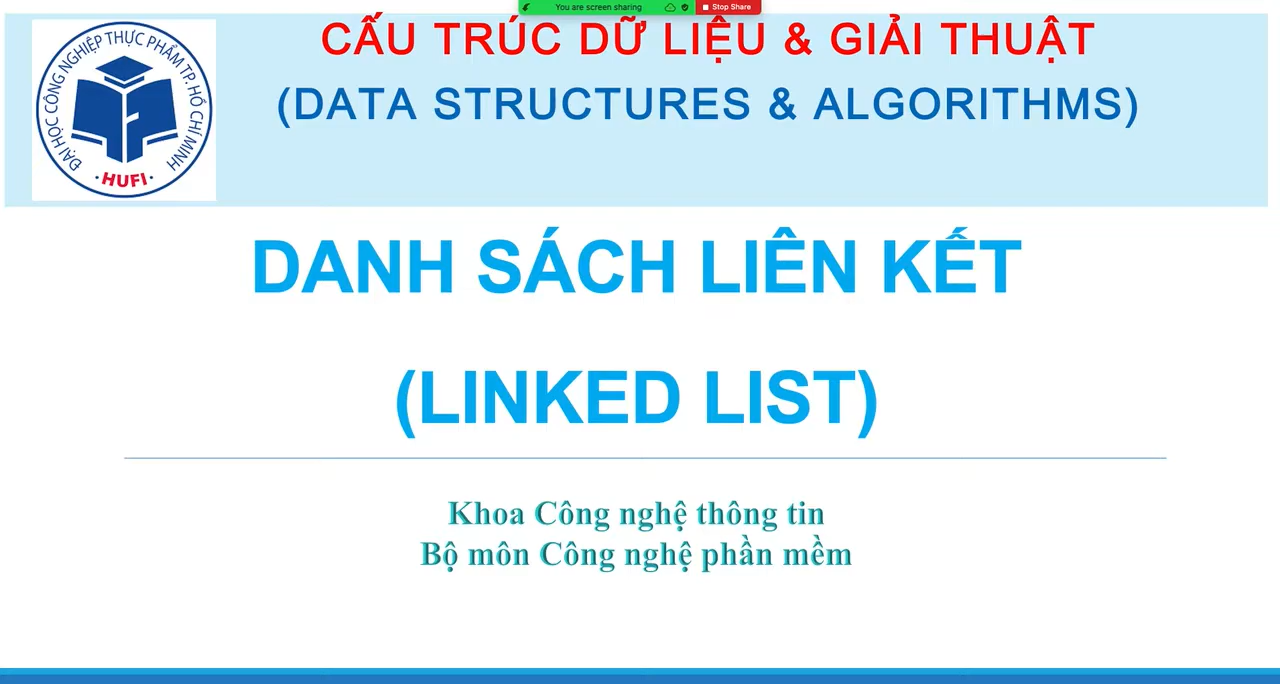 You are screen sharing
Stop Share
CẤU TRÚC DỮ LIỆU & GIẢI THUẬT
(DATA STRUCTURES & ALGORITHMS)
ĐẠI HỌC CÔNG NGHIỆP THỰC PHẨM TP. HỒ CHÍ MINH
·HUFI·
DANH SÁCH LIÊN KẾT
(LINKED LIST)
Khoa Công nghệ thông tin
Bộ môn Công nghệ phần mềm